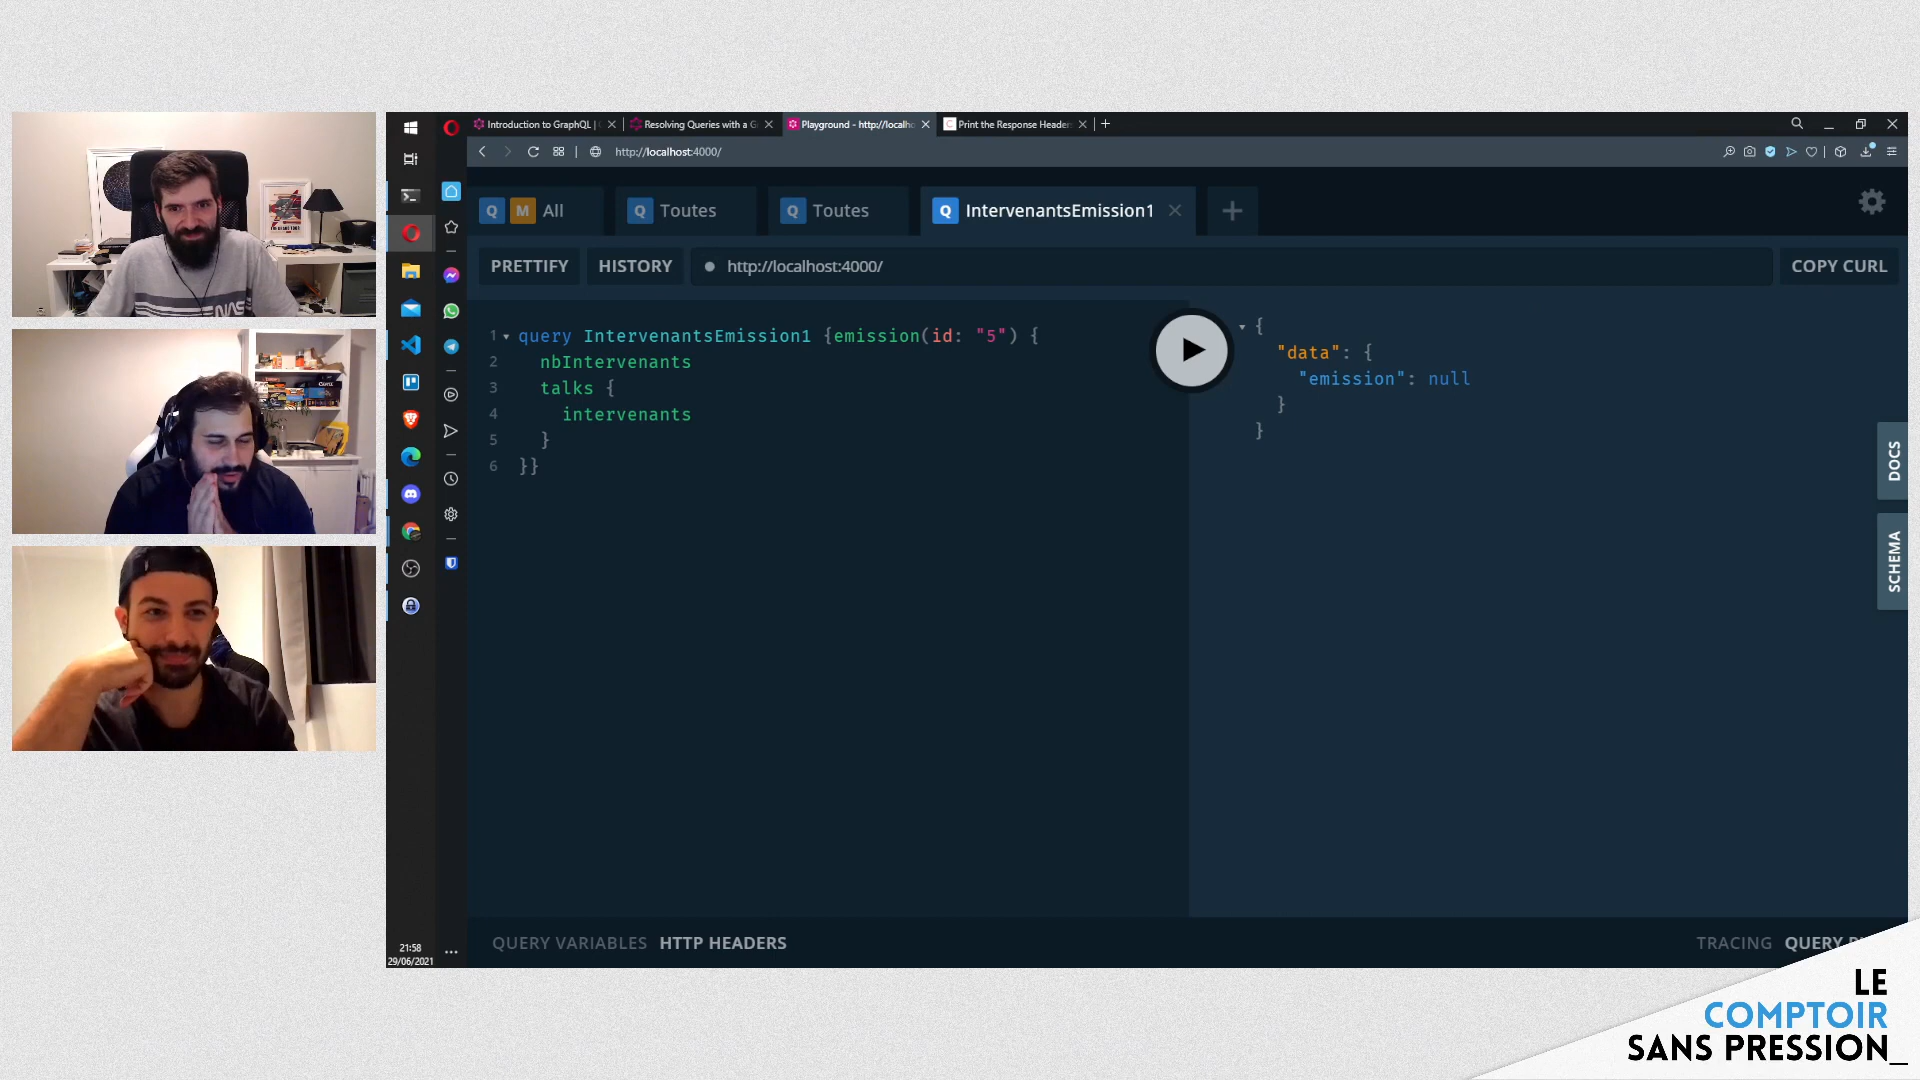 Introduction to GraphQL |
Resolving Queries with a G
Playground - http://localho
Print the Response Header
http://localhost:4000/
Q M All
Q Toutes
Q Toutes
Q IntervenantsEmission1
PRETTIFY
HISTORY
http://localhost:4000/
COPY CURL
1 query IntervenantsEmission1 {emission(id: "5") {
2 nbIntervenants
3 talks {
4 intervenants
5 }
6 }}
{
"data": {
"emission": null
}
}
DOCS
SCHEMA
QUERY VARIABLES
HTTP HEADERS
TRACING
QUERY
21:58
29/06/2021
LE
COMPTOIR
SANS PRESSION_